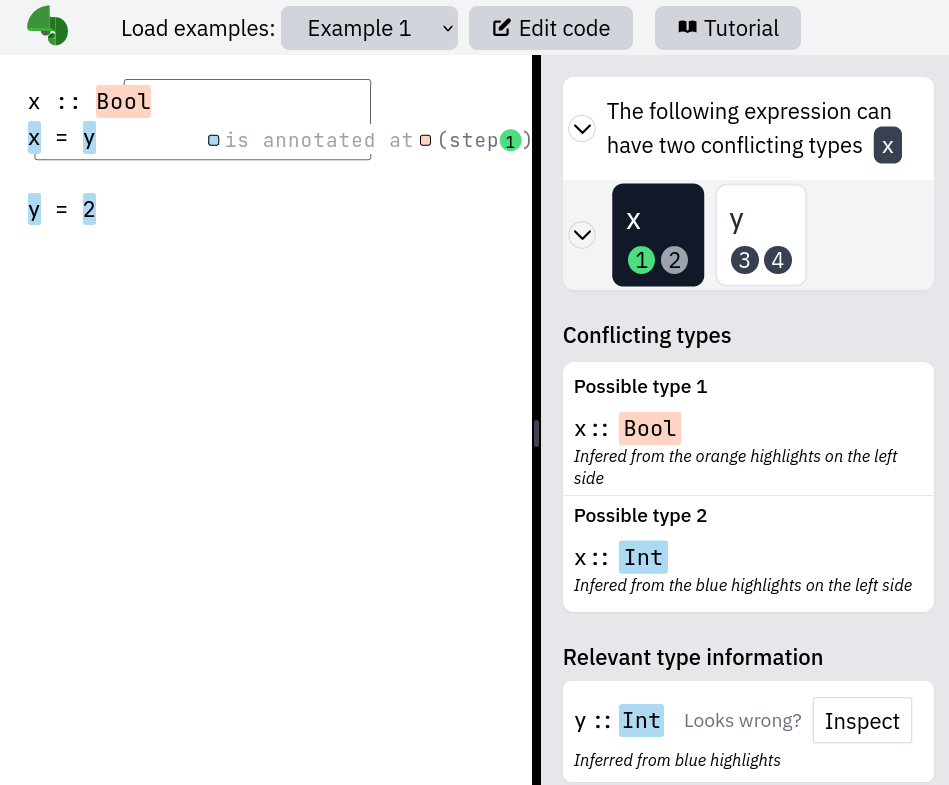 Load examples: Example 1 Edit code Tutorial
x :: Bool
x = y is annotated at (step 1)
y = 2
The following expression can
have two conflicting types x
x y
1 2 3 4
Conflicting types
Possible type 1
x :: Bool
Infered from the orange highlights on the left
side
Possible type 2
x :: Int
Infered from the blue highlights on the left side
Relevant type information
y :: Int Looks wrong? Inspect
Inferred from blue highlights